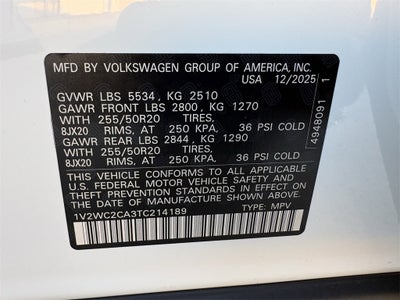 MFD BY VOLKSWAGEN GROUP OF AMERICA, INC.
USA 12/2025
GVWR LBS 5534, KG 2510
GAWR FRONT LBS 2800, KG 1270
WITH 255/50R20 TIRES,
8JX20 RIMS, AT 250 KPA, 36 PSI COLD
GAWR REAR LBS 2844, KG 1290
WITH 255/50R20 TIRES,
8JX20 RIMS, AT 250 KPA, 36 PSI COLD
THIS VEHICLE CONFORMS TO ALL APPLICABLE
U.S. FEDERAL MOTOR VEHICLE SAFETY AND
THEFT PREVENTION STANDARDS IN EFFECT ON THE
DATE OF MANUFACTURE SHOWN ABOVE.
1V2WC2CA3TC214189 TYPE: MPV
4948091 1